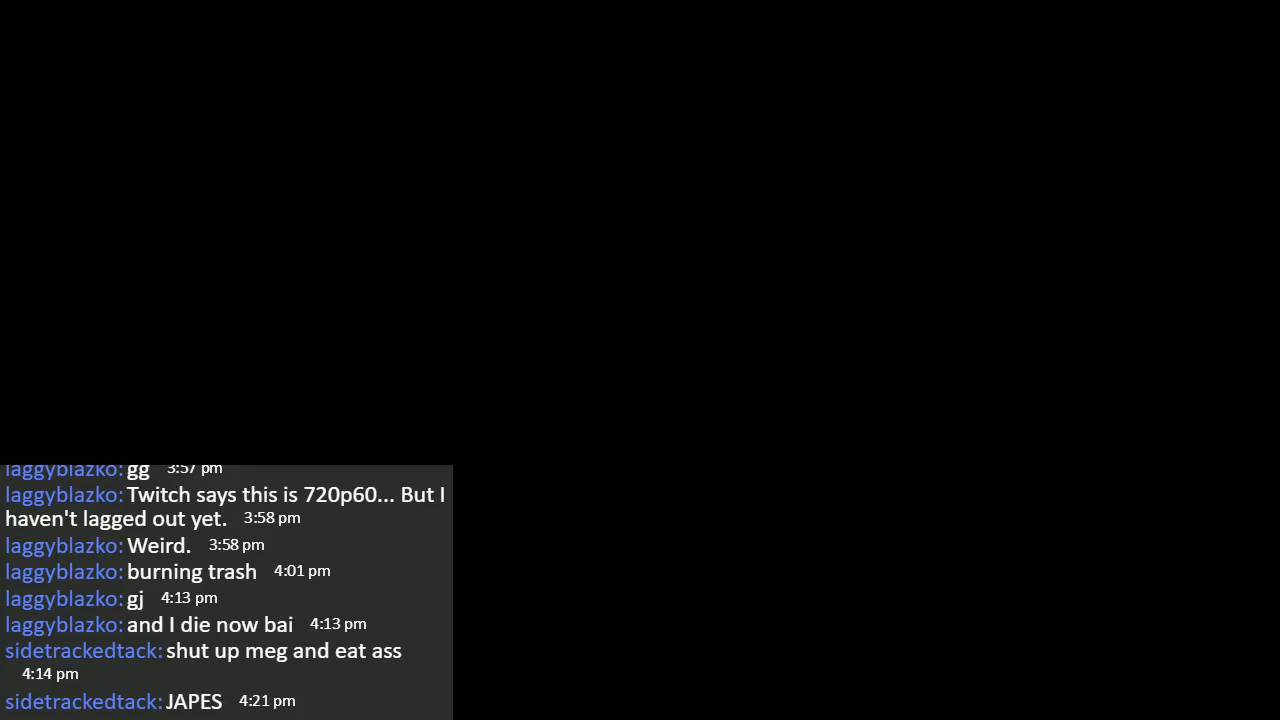 laggyblazko: gg 3:57 pm
laggyblazko: Twitch says this is 720p60... But I
haven't lagged out yet. 3:58 pm
laggyblazko: Weird. 3:58 pm
laggyblazko: burning trash 4:01 pm
laggyblazko: gj 4:13 pm
laggyblazko: and I die now bai 4:13 pm
sidetrackedtack: shut up meg and eat ass
4:14 pm
sidetrackedtack: JAPES 4:21 pm